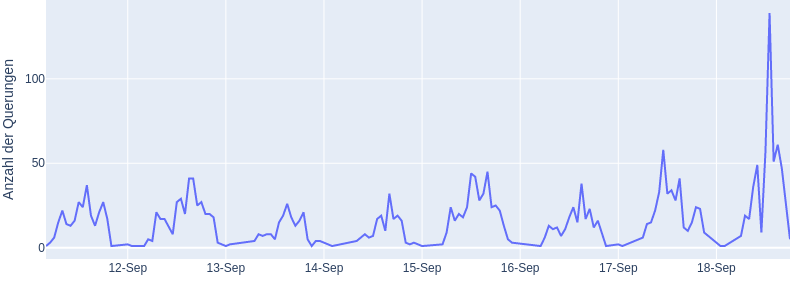 Anzahl der Querungen
100
50
0
12-Sep
13-Sep
14-Sep
15-Sep
16-Sep
17-Sep
18-Sep